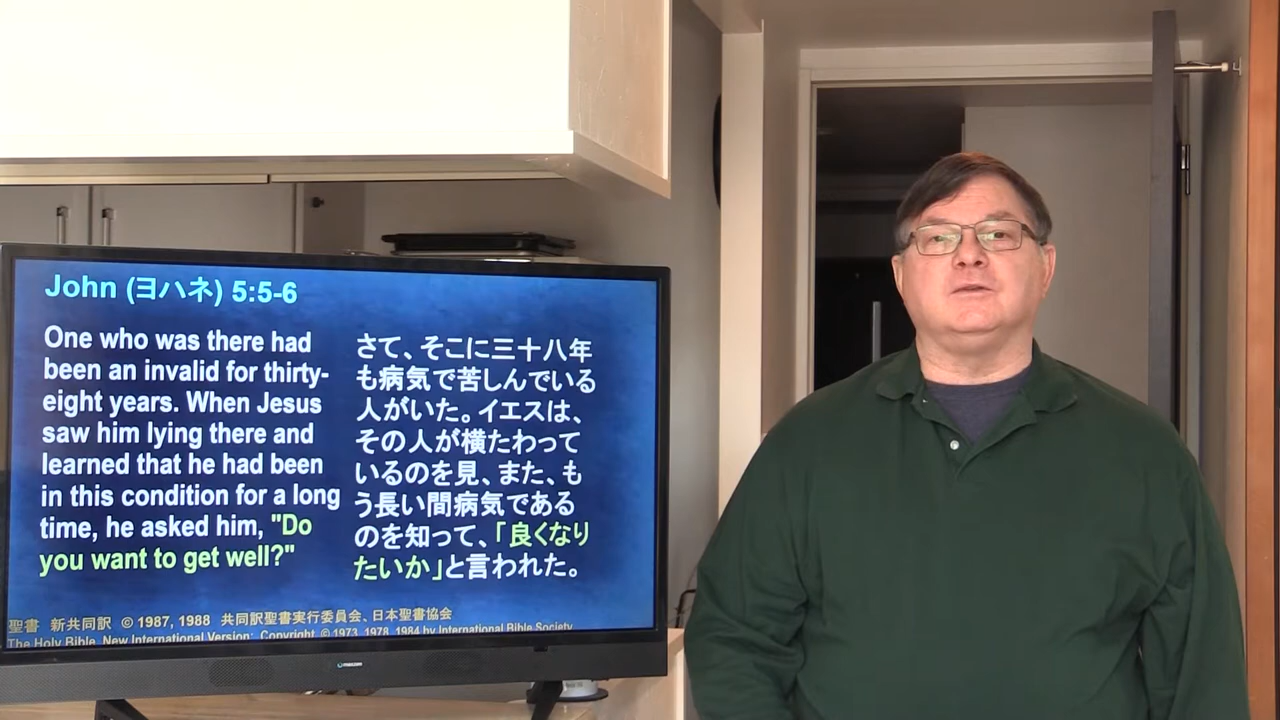 John (ヨハネ) 5:5-6
One who was there had
been an invalid for thirty-
eight years. When Jesus
saw him lying there and
learned that he had been
in this condition for a long
time, he asked him, "Do
you want to get well?"
さて、そこに三十八年
も病気で苦しんでいる
人がいた。イエスは、
その人が横たわって
いるのを見、また、も
う長い間病気である
のを知って、「良くなり
たいか」と言われた。
聖書 新共同訳 © 1987, 1988 共同訳聖書実行委員会、日本聖書協会
The Holy Bible, New International Version; Copyright © 1973, 1978, 1984 by International Bible Society